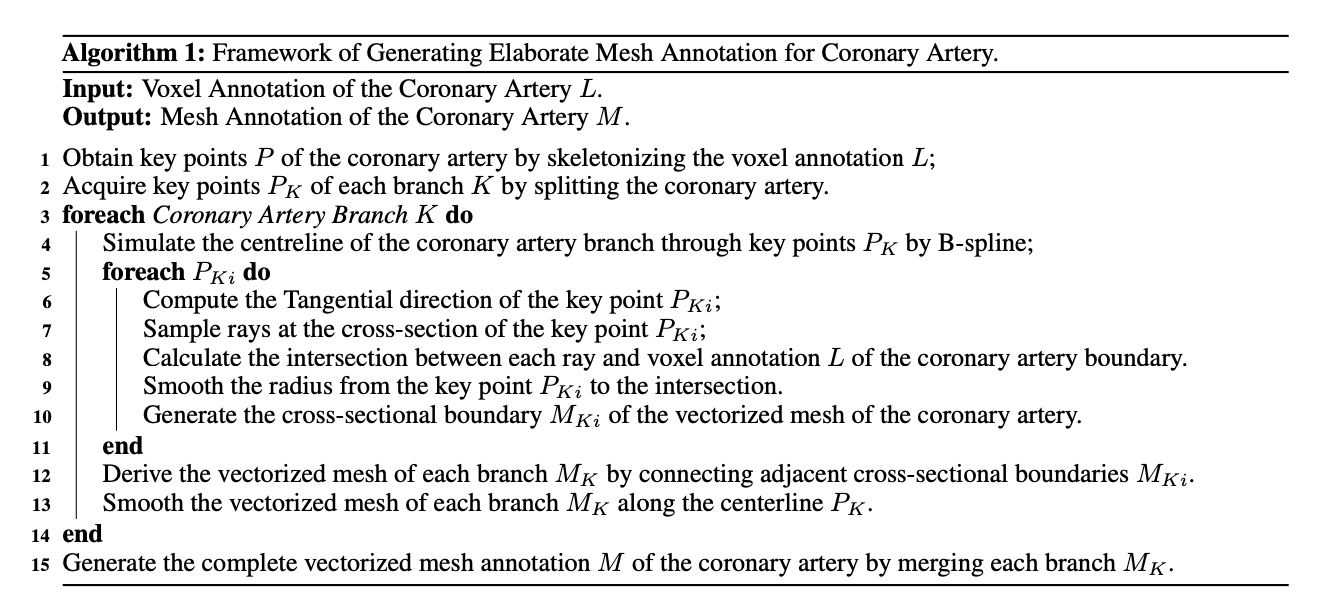 Algorithm 1: Framework of Generating Elaborate Mesh Annotation for Coronary Artery.
Input: Voxel Annotation of the Coronary Artery L.
Output: Mesh Annotation of the Coronary Artery M.
1 Obtain key points P of the coronary artery by skeletonizing the voxel annotation L;
2 Acquire key points P_K of each branch K by splitting the coronary artery.
3 foreach Coronary Artery Branch K do
4 Simulate the centreline of the coronary artery branch through key points P_K by B-spline;
5 foreach P_{Ki} do
6 Compute the Tangential direction of the key point P_{Ki};
7 Sample rays at the cross-section of the key point P_{Ki};
8 Calculate the intersection between each ray and voxel annotation L of the coronary artery boundary.
9 Smooth the radius from the key point P_{Ki} to the intersection.
10 Generate the cross-sectional boundary M_{Ki} of the vectorized mesh of the coronary artery.
11 end
12 Derive the vectorized mesh of each branch M_K by connecting adjacent cross-sectional boundaries M_{Ki}.
13 Smooth the vectorized mesh of each branch M_K along the centerline P_K.
14 end
15 Generate the complete vectorized mesh annotation M of the coronary artery by merging each branch M_K.